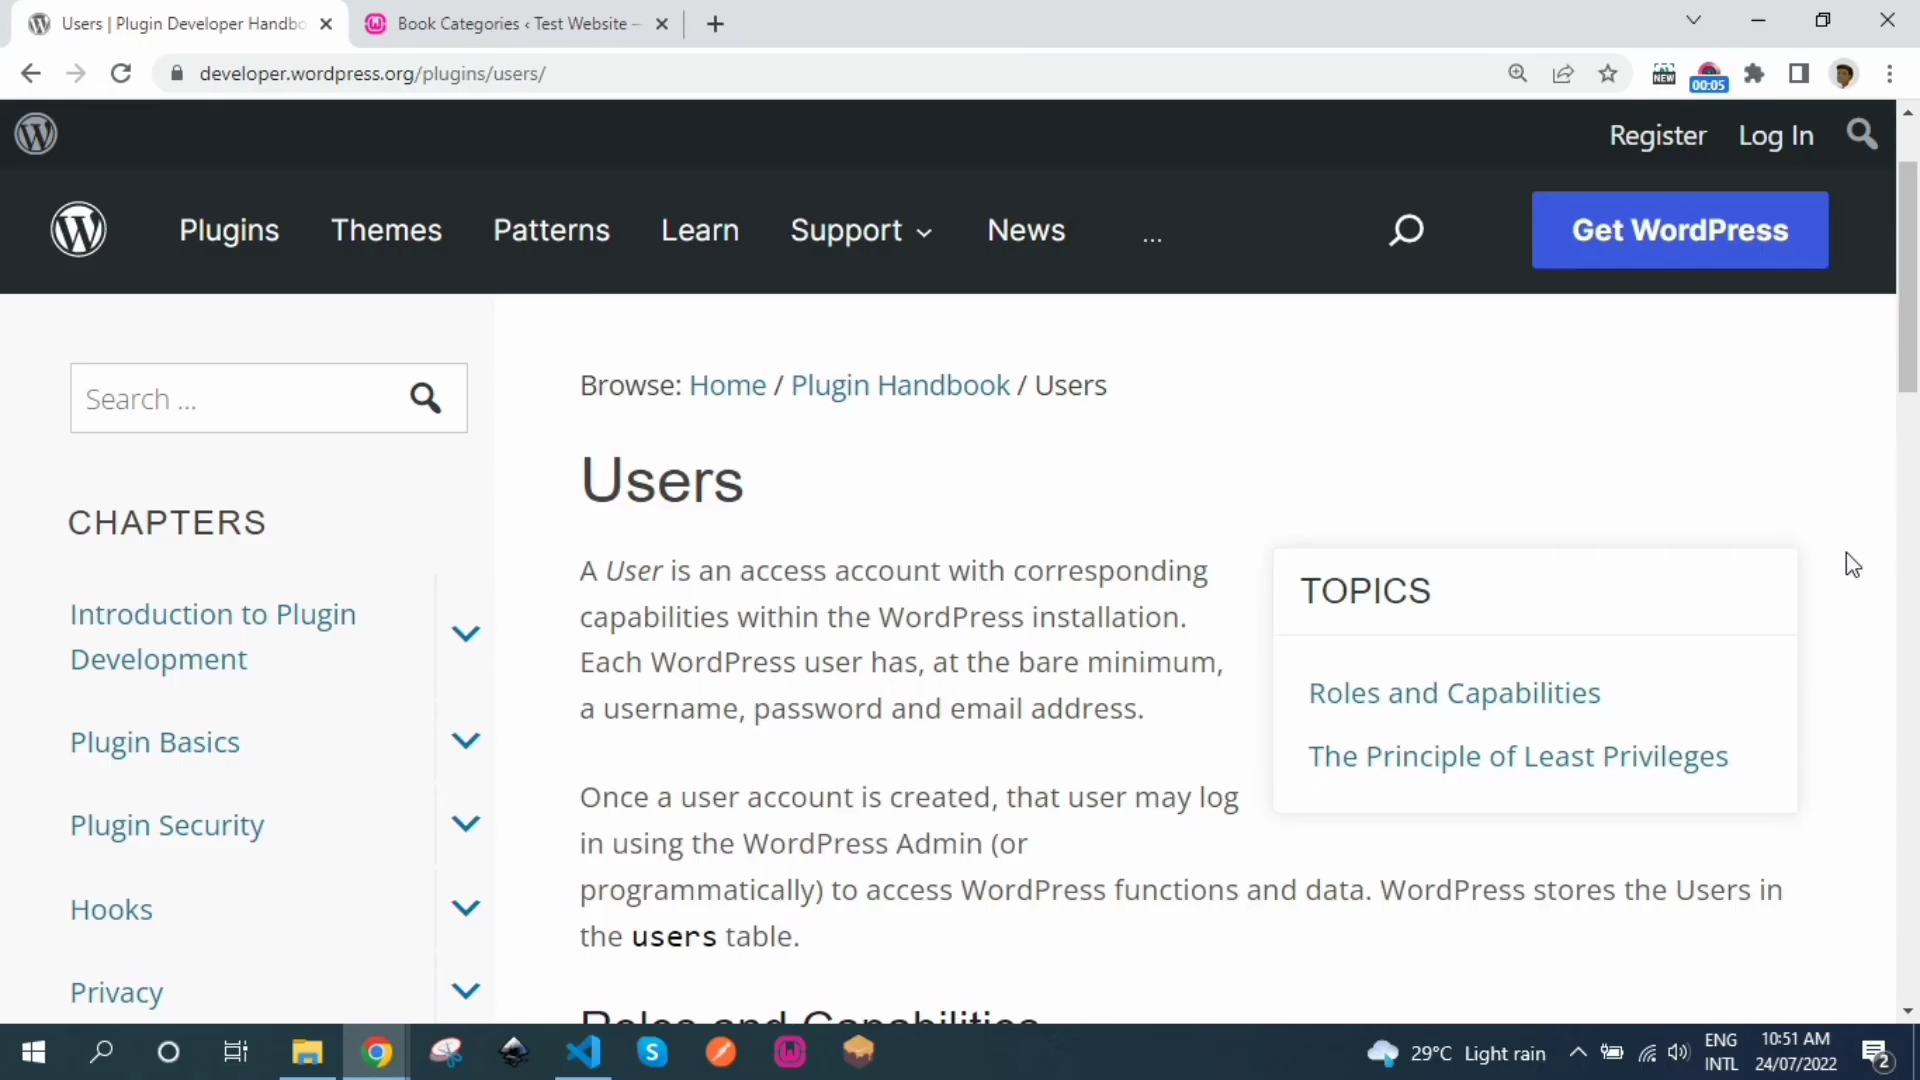 Users | Plugin Developer Handbo
Book Categories ‹ Test Website —
developer.wordpress.org/plugins/users/
NEW
00:05
Register
Log In
Plugins
Themes
Patterns
Learn
Support
News
...
Get WordPress
Search ...
Browse: Home / Plugin Handbook / Users
Users
CHAPTERS
Introduction to Plugin
Development
Plugin Basics
Plugin Security
Hooks
Privacy
A User is an access account with corresponding
capabilities within the WordPress installation.
Each WordPress user has, at the bare minimum,
a username, password and email address.
TOPICS
Roles and Capabilities
The Principle of Least Privileges
Once a user account is created, that user may log
in using the WordPress Admin (or
programmatically) to access WordPress functions and data. WordPress stores the Users in
the users table.
Roles and Capabilities
29°C Light rain
ENG
INTL
10:51 AM
24/07/2022
2